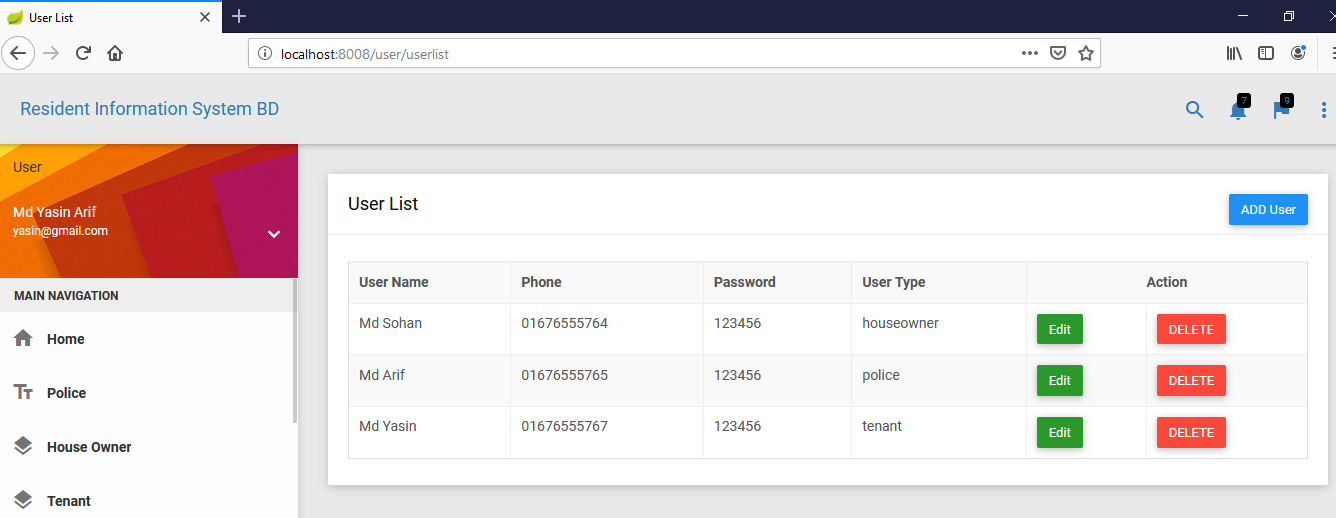 User List
localhost:8008/user/userlist
Resident Information System BD
7
9
User
Md Yasin Arif
yasin@gmail.com
MAIN NAVIGATION
Home
Police
House Owner
Tenant
User List
ADD User
User Name Phone Password User Type Action
Md Sohan 01676555764 123456 houseowner Edit DELETE
Md Arif 01676555765 123456 police Edit DELETE
Md Yasin 01676555767 123456 tenant Edit DELETE